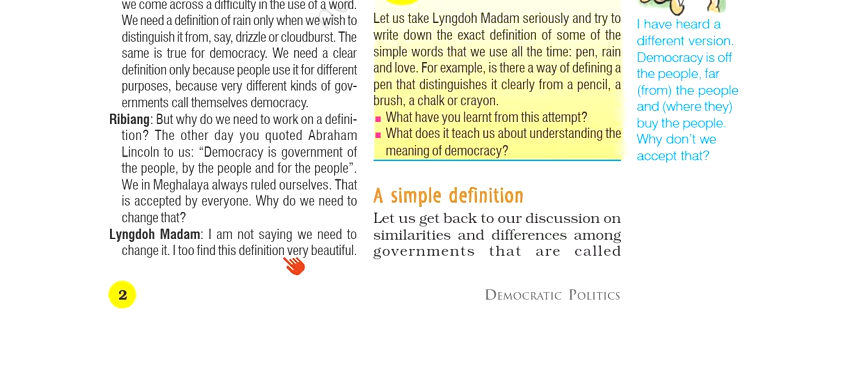 we come across a difficulty in the use of a word.
We need a definition of rain only when we wish to
distinguish it from, say, drizzle or cloudburst. The
same is true for democracy. We need a clear
definition only because people use it for different
purposes, because very different kinds of gov-
ernments call themselves democracy.
Ribiang: But why do we need to work on a defini-
tion? The other day you quoted Abraham
Lincoln to us: “Democracy is government of
the people, by the people and for the people”.
We in Meghalaya always ruled ourselves. That
is accepted by everyone. Why do we need to
change that?
Lyngdoh Madam: I am not saying we need to
change it. I too find this definition very beautiful.
Let us take Lyngdoh Madam seriously and try to
write down the exact definition of some of the
simple words that we use all the time: pen, rain
and love. For example, is there a way of defining a
pen that distinguishes it clearly from a pencil, a
brush, a chalk or crayon.
What have you learnt from this attempt?
What does it teach us about understanding the
meaning of democracy?
A simple definition
Let us get back to our discussion on
similarities and differences among
governments that are called
I have heard a
different version.
Democracy is off
the people, far
(from) the people
and (where they)
buy the people.
Why don’t we
accept that?
2
DEMOCRATIC POLITICS